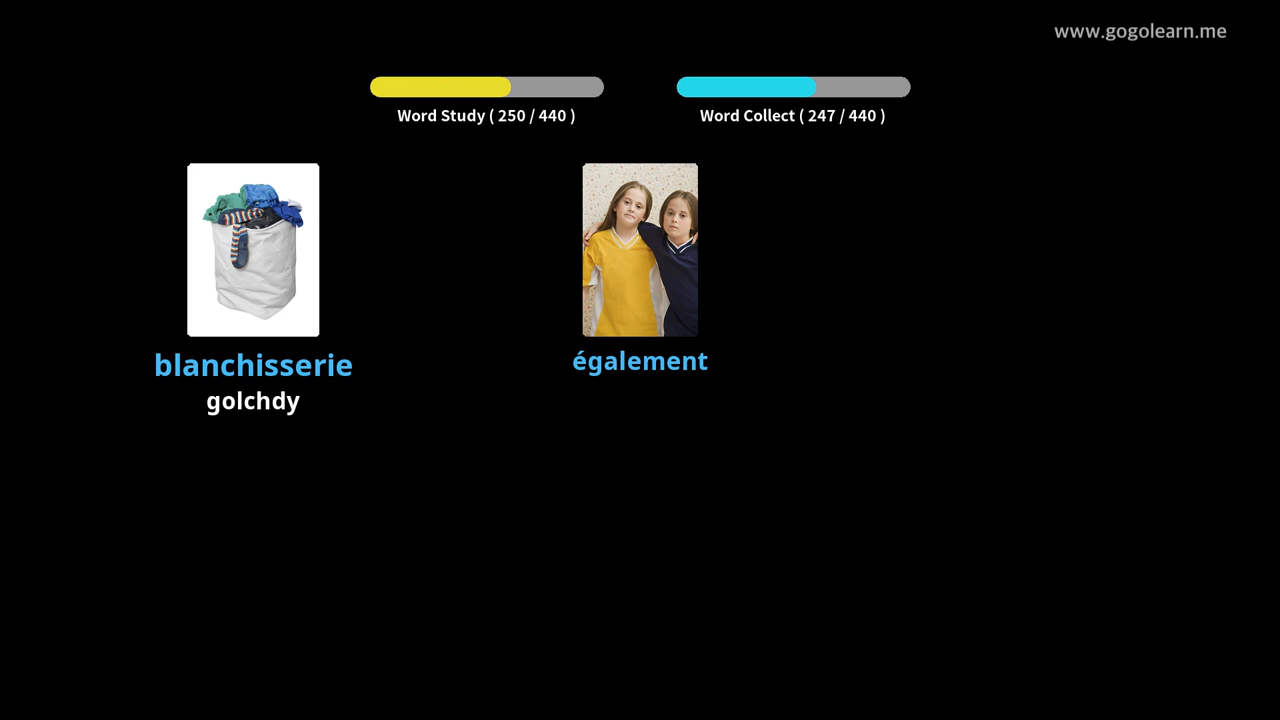 www.gogolearn.me
Word Study ( 250 / 440 )
Word Collect ( 247 / 440 )
blanchisserie
golchdy
également